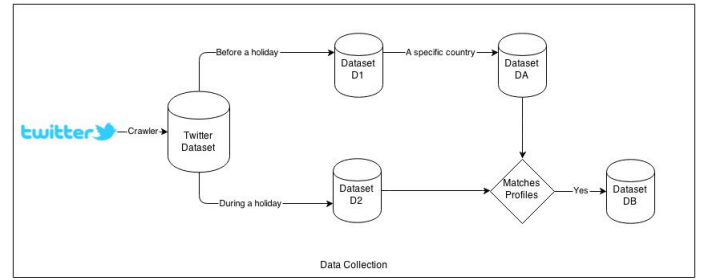 Before a holiday
Dataset
D1
A specific country
Dataset
DA
twitter
Crawler
Twitter
Dataset
During a holiday
Dataset
D2
Matches
Profiles
Yes
Dataset
DB
Data Collection